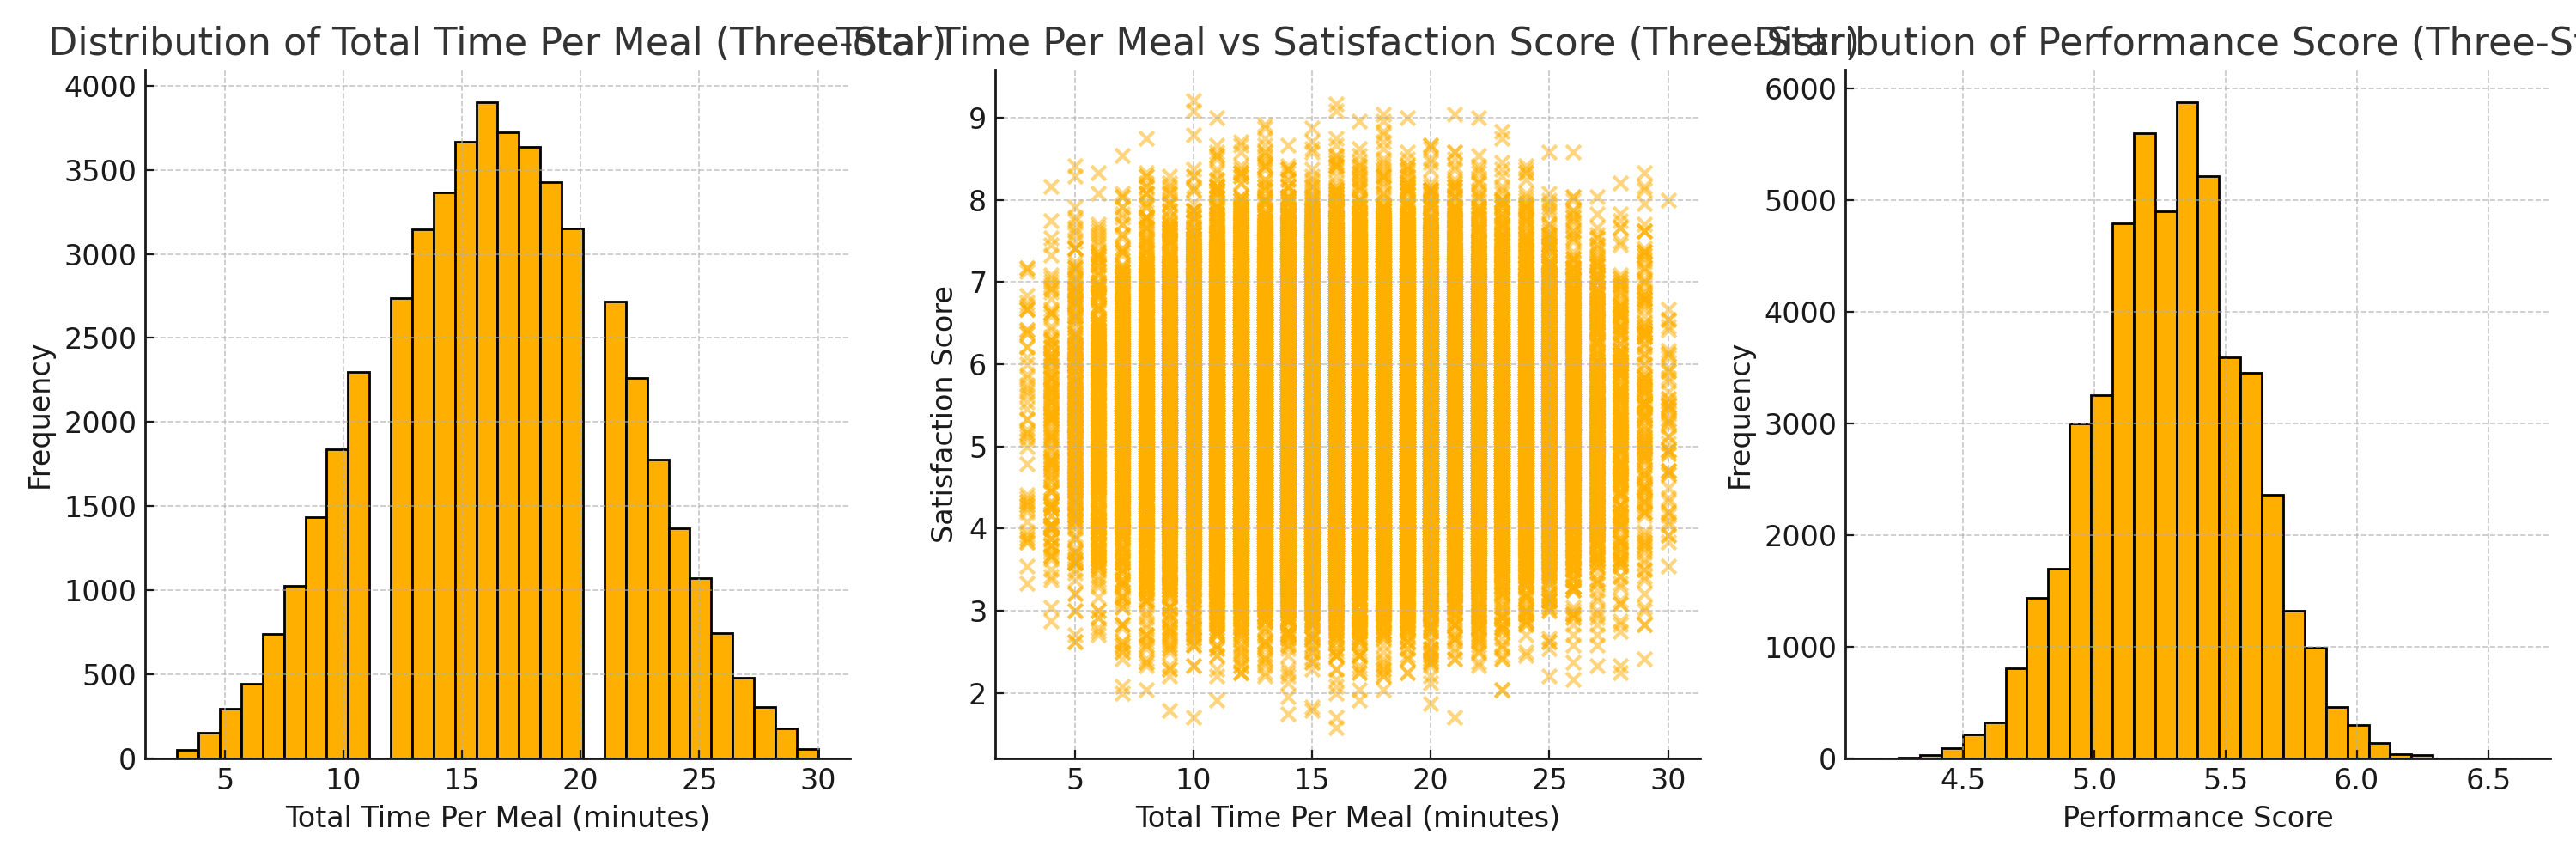 Distribution of Total Time Per Meal (Three-Star)
4000
3500
3000
2500
2000
1500
1000
500
0
Frequency
5 10 15 20 25 30
Total Time Per Meal (minutes)
Total Time Per Meal vs Satisfaction Score (Three-Star)
9
8
7
6
5
4
3
2
Satisfaction Score
5 10 15 20 25 30
Total Time Per Meal (minutes)
Distribution of Performance Score (Three-St
6000
5000
4000
3000
2000
1000
0
Frequency
4.5 5.0 5.5 6.0 6.5
Performance Score